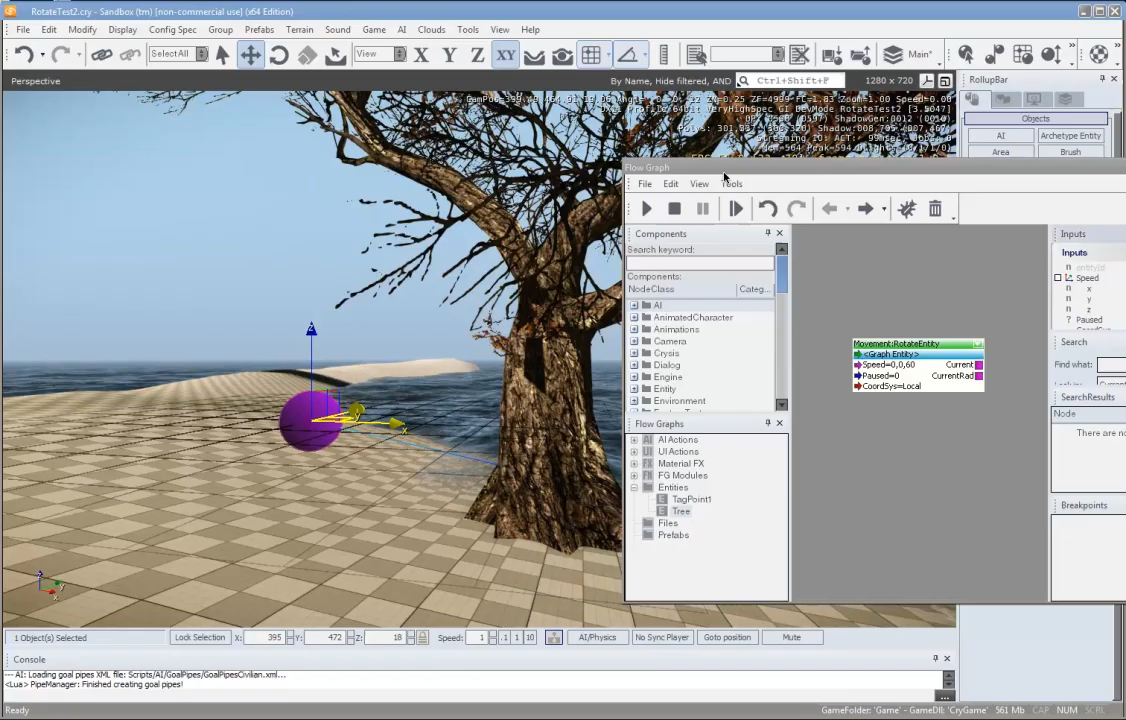 RotateTest2.cry - Sandbox (tm) [non-commercial use] (x64 Edition)
File Edit Modify Display Config Spec Group Prefabs Terrain Sound Game AI Clouds Tools View Help
SelectAll View X Y Z XY Main*
Perspective By Name, Hide filtered, AND Ctrl+Shift+F 1280 x 720
RollupBar
Objects
AI Archetype Entity
Area Brush
Flow Graph
File Edit View Tools
Components
Search keyword:
Components:
NodeClass Categ...
AI
AnimatedCharacter
Animations
Camera
Crysis
Dialog
Engine
Entity
Environment
Flow Graphs
AI Actions
UI Actions
Material FX
FG Modules
Entities
TagPoint1
Tree
Files
Prefabs
Movement:RotateEntity
<Graph Entity>
Speed=0,0,60 Current
Paused=0 CurrentRad
CoordSys=Local
Inputs
Inputs
Speed
x
y
z
Paused
Search
Find what:
SearchResults
Node
There are no
Breakpoints
z
x
1 Object(s) Selected Lock Selection X: 395 Y: 472 Z: 18 Speed: 1 .1 1 10 AI/Physics No Sync Player Goto position Mute
Console
--- AI: Loading goal pipes XML file: Scripts/AI/GoalPipes/GoalPipesCivilian.xml...
<Lua> PipeManager: Finished creating goal pipes!
Ready GameFolder: 'Game' - GameDll: 'CryGame' 561 Mb CAP NUM SCRL